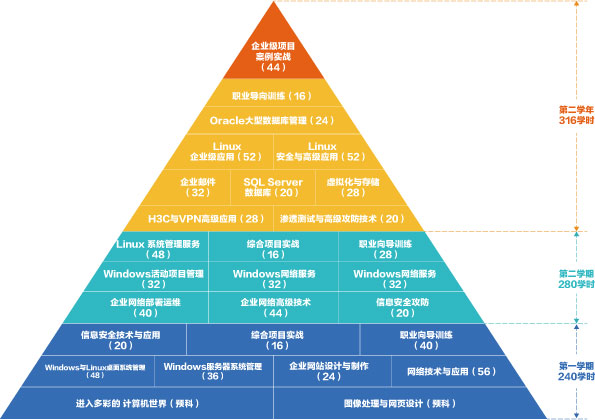 企业级项目
案例实战
（44）
职业导向训练（16）
Oracle大型数据库管理（24）
第二学年
316学时
Linux
企业级应用（52）
Linux
安全与高级应用（52）
企业邮件
（32）
SQL Server
数据库（20）
虚拟化与存储
（28）
H3C与VPN高级应用（28）
渗透测试与高级攻防技术（20）
Linux 系统管理服务
（48）
综合项目实战
（16）
职业导向训练
（28）
Windows活动项目管理
（32）
Windows网络服务
（32）
Windows网络服务
（32）
第二学期
280学时
企业网络部署运维
（40）
企业网络高级技术
（44）
信息安全攻防
（20）
信息安全技术与应用
（20）
综合项目实战
（16）
职业导向训练
（40）
Windows与Linux桌面系统管理
（48）
Windows服务器系统管理
（36）
企业网站设计与制作
（24）
网络技术与应用（56）
第一学期
240学时
进入多彩的 计算机世界（预科）
图像处理与网页设计（预科）